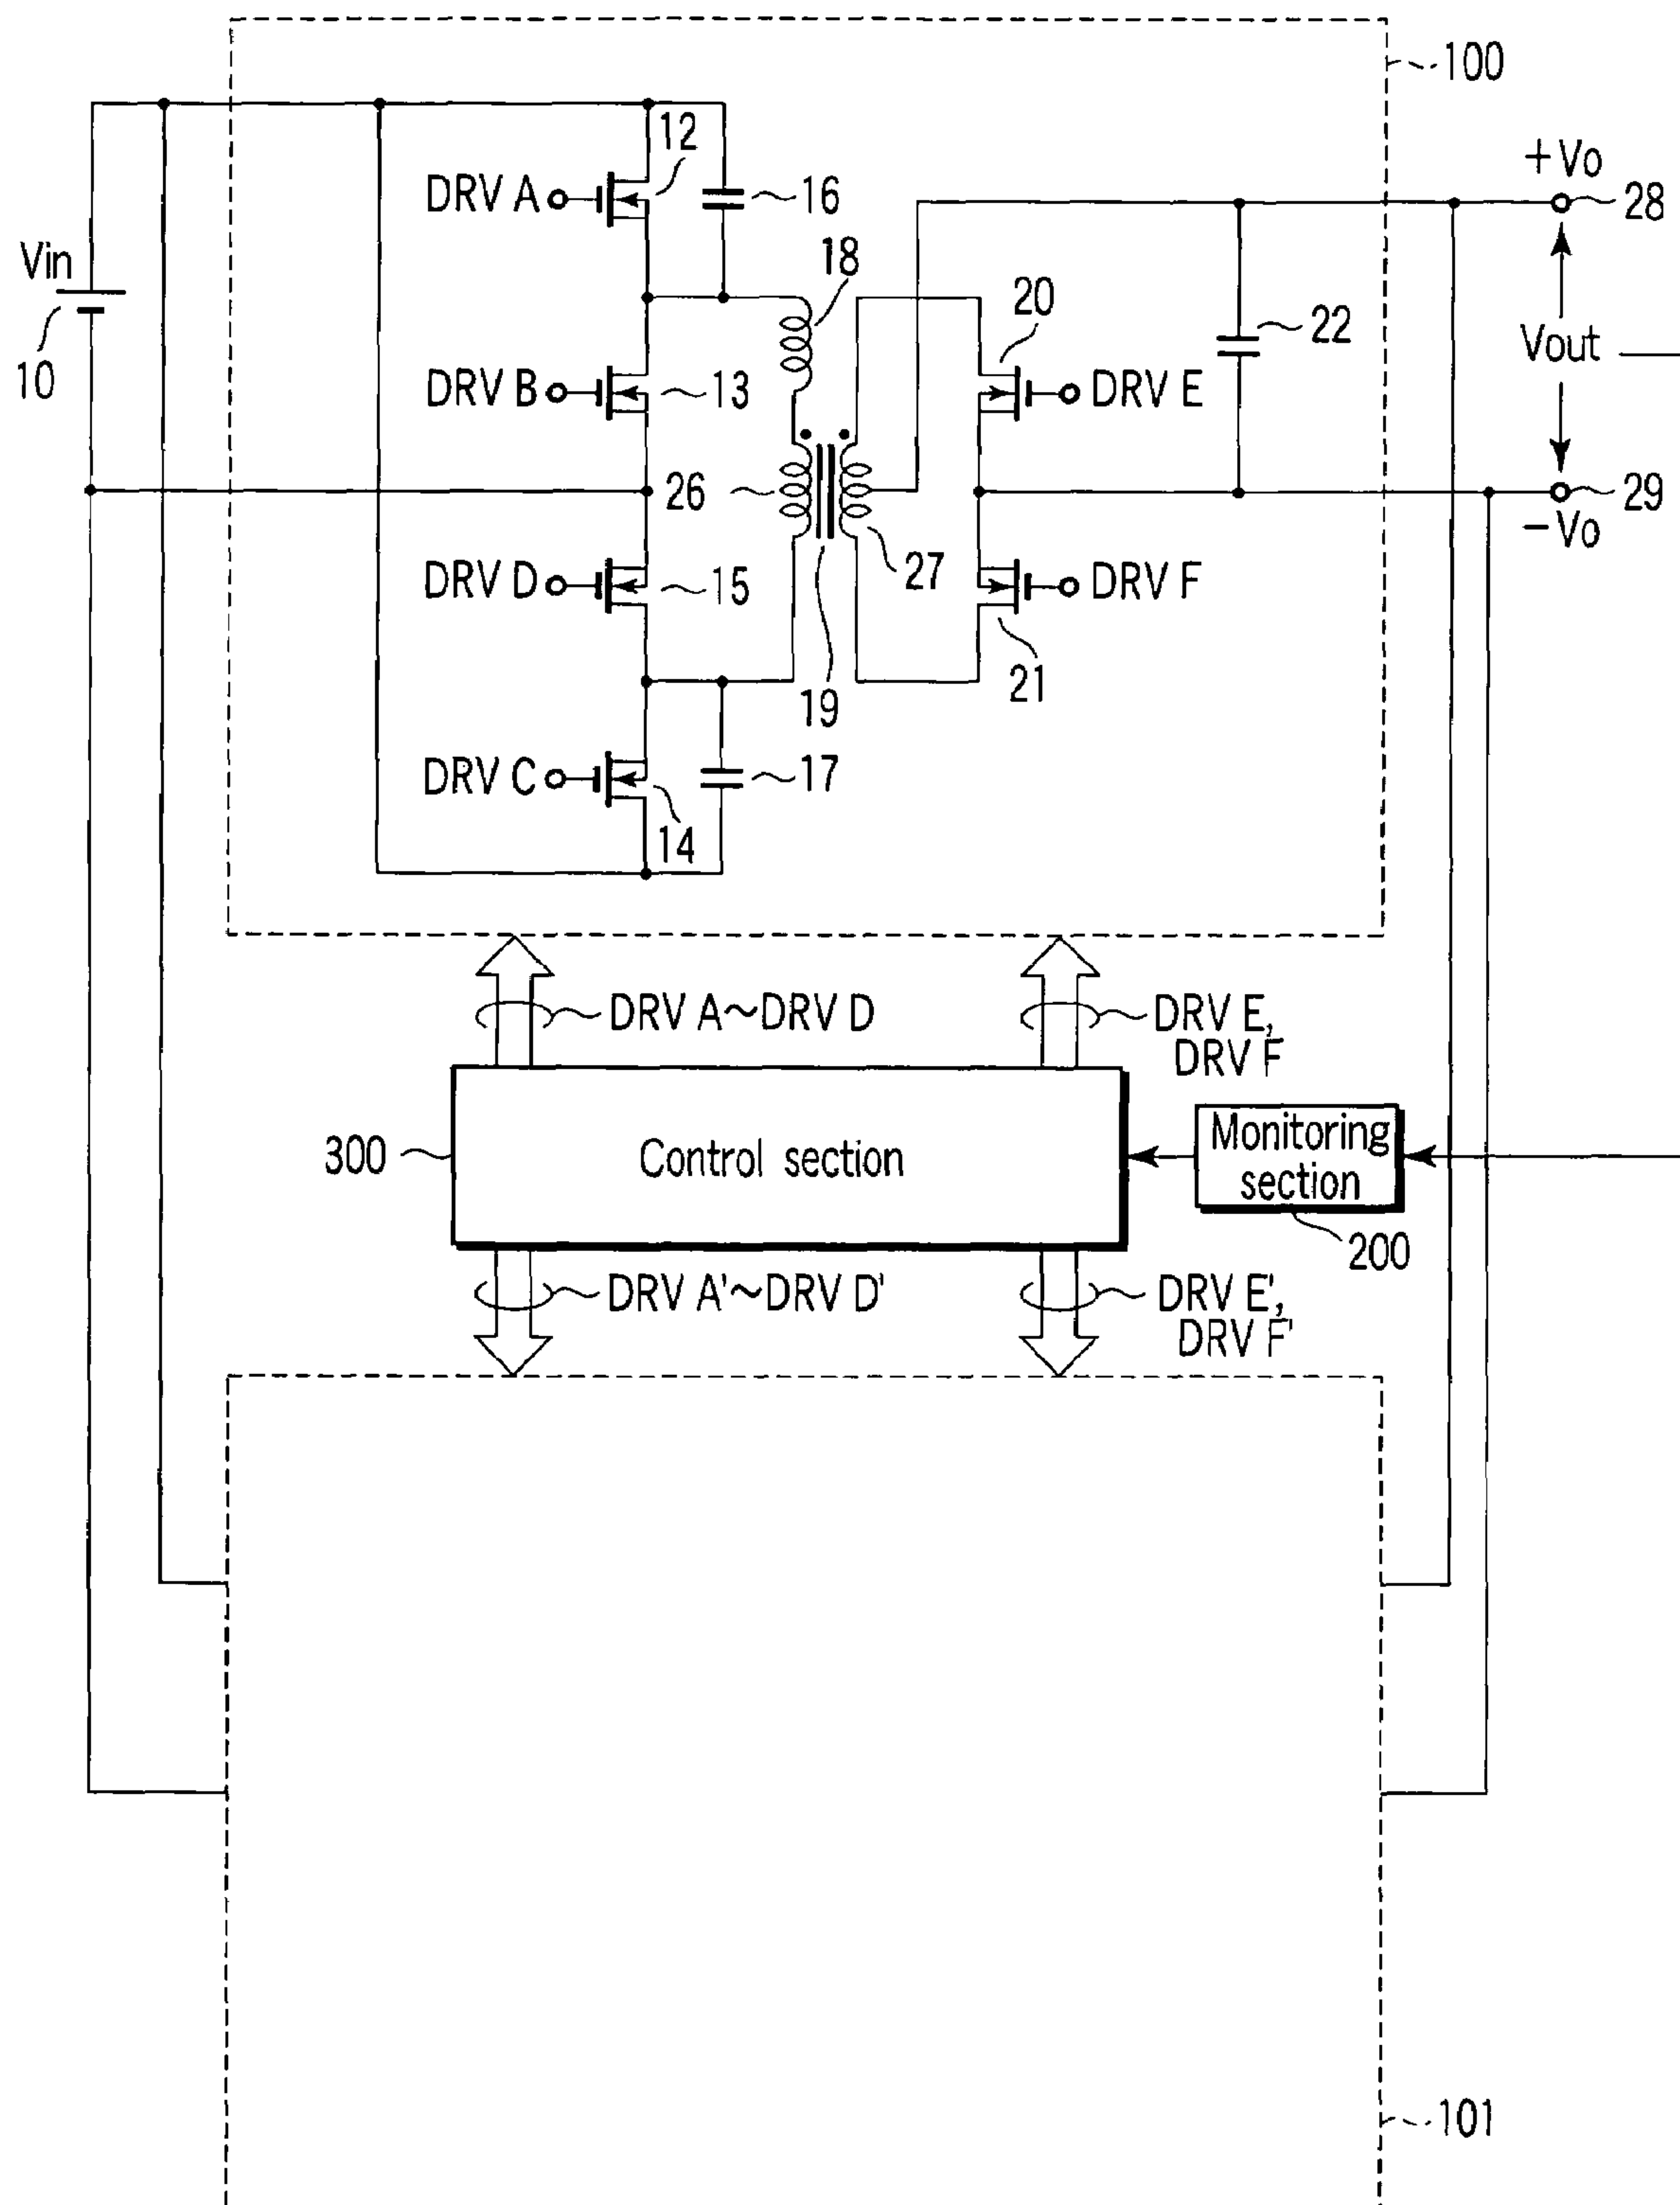 100
12
+Vo
DRV A
16
28
Vin
18
20
22
Vout
10
DRV B
13
DRV E
26
29
-Vo
DRV D
15
27
DRV F
19
21
DRV C
17
14
DRV A~DRV D
DRV E,
DRV F
300
Control section
Monitoring
section
200
DRV A'~DRV D'
DRV E',
DRV F'
101